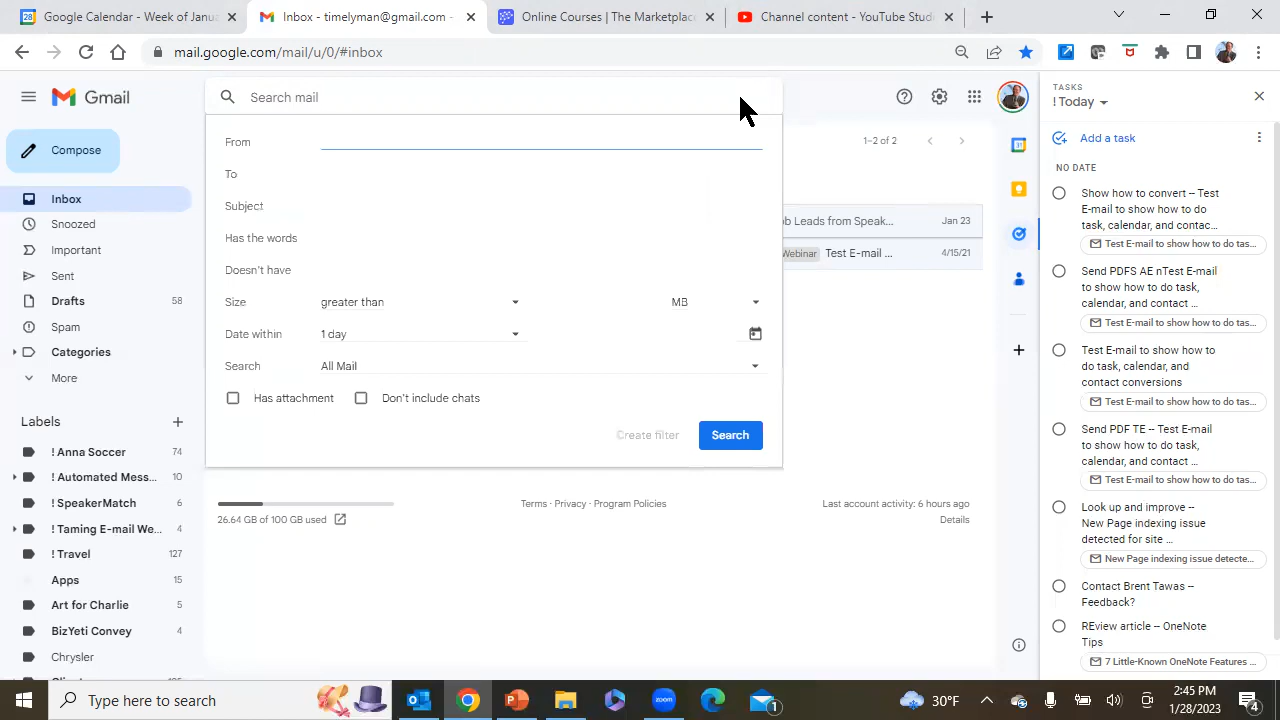 Google Calendar - Week of Janua
Inbox - timelyman@gmail.com -
Online Courses | The Marketplace
Channel content - YouTube Studi
mail.google.com/mail/u/0/#inbox
Gmail
Search mail
TASKS
! Today
Compose
From
1–2 of 2
Add a task
To
NO DATE
Inbox
Subject
Show how to convert -- Test
E-mail to show how to do
task, calendar, and contac...
Snoozed
ob Leads from Speak...
Jan 23
Has the words
Test E-mail to show how to do tas...
Important
Webinar
Test E-mail ...
4/15/21
Sent
Doesn't have
Send PDFS AE nTest E-mail
to show how to do task,
calendar, and contact ...
Drafts
58
Size
greater than
MB
Test E-mail to show how to do tas...
Spam
Date within
1 day
Categories
Test E-mail to show how to
do task, calendar, and
contact conversions
Search
All Mail
More
Test E-mail to show how to do tas...
Has attachment
Don't include chats
Labels
Send PDF TE -- Test E-mail
to show how to do task,
calendar, and contact ...
Create filter
Search
! Anna Soccer
74
! Automated Mess...
10
Test E-mail to show how to do tas...
! SpeakerMatch
6
26.64 GB of 100 GB used
Terms · Privacy · Program Policies
Last account activity: 6 hours ago
Details
Look up and improve --
New Page indexing issue
detected for site ...
! Taming E-mail We...
4
! Travel
127
New Page indexing issue detecte...
Apps
15
Contact Brent Tawas --
Feedback?
Art for Charlie
5
BizYeti Convey
4
REview article -- OneNote
Tips
Chrysler
7 Little-Known OneNote Features ...
Type here to search
zoom
1
30°F
2:45 PM
1/28/2023
4